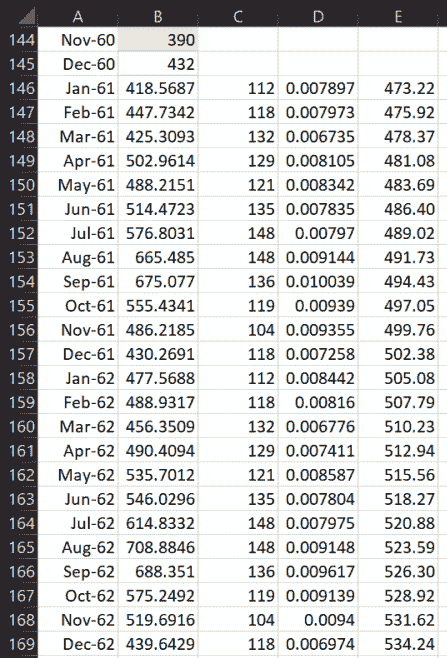 A B C D E
144 Nov-60 390
145 Dec-60 432
146 Jan-61 418.5687 112 0.007897 473.22
147 Feb-61 447.7342 118 0.007973 475.92
148 Mar-61 425.3093 132 0.006735 478.37
149 Apr-61 502.9614 129 0.008105 481.08
150 May-61 488.2151 121 0.008342 483.69
151 Jun-61 514.4723 135 0.007835 486.40
152 Jul-61 576.8031 148 0.00797 489.02
153 Aug-61 665.485 148 0.009144 491.73
154 Sep-61 675.077 136 0.010039 494.43
155 Oct-61 555.4341 119 0.00939 497.05
156 Nov-61 486.2185 104 0.009355 499.76
157 Dec-61 430.2691 118 0.007258 502.38
158 Jan-62 477.5688 112 0.008442 505.08
159 Feb-62 488.9317 118 0.00816 507.79
160 Mar-62 456.3509 132 0.006776 510.23
161 Apr-62 490.4094 129 0.007411 512.94
162 May-62 535.7012 121 0.008587 515.56
163 Jun-62 546.0296 135 0.007804 518.27
164 Jul-62 614.8332 148 0.007975 520.88
165 Aug-62 708.8846 148 0.009148 523.59
166 Sep-62 688.351 136 0.009617 526.30
167 Oct-62 575.2492 119 0.009139 528.92
168 Nov-62 519.6916 104 0.0094 531.62
169 Dec-62 439.6429 118 0.006974 534.24